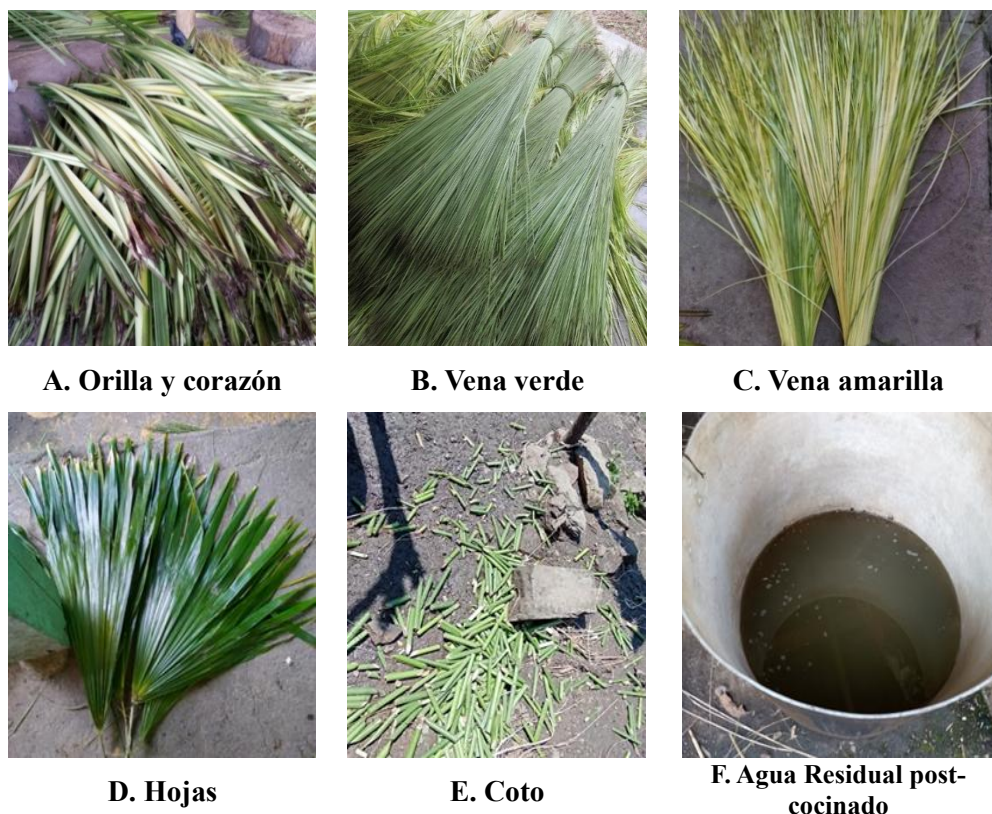 A. Orilla y corazón
B. Vena verde
C. Vena amarilla
D. Hojas
E. Coto
F. Agua Residual post-
cocinado